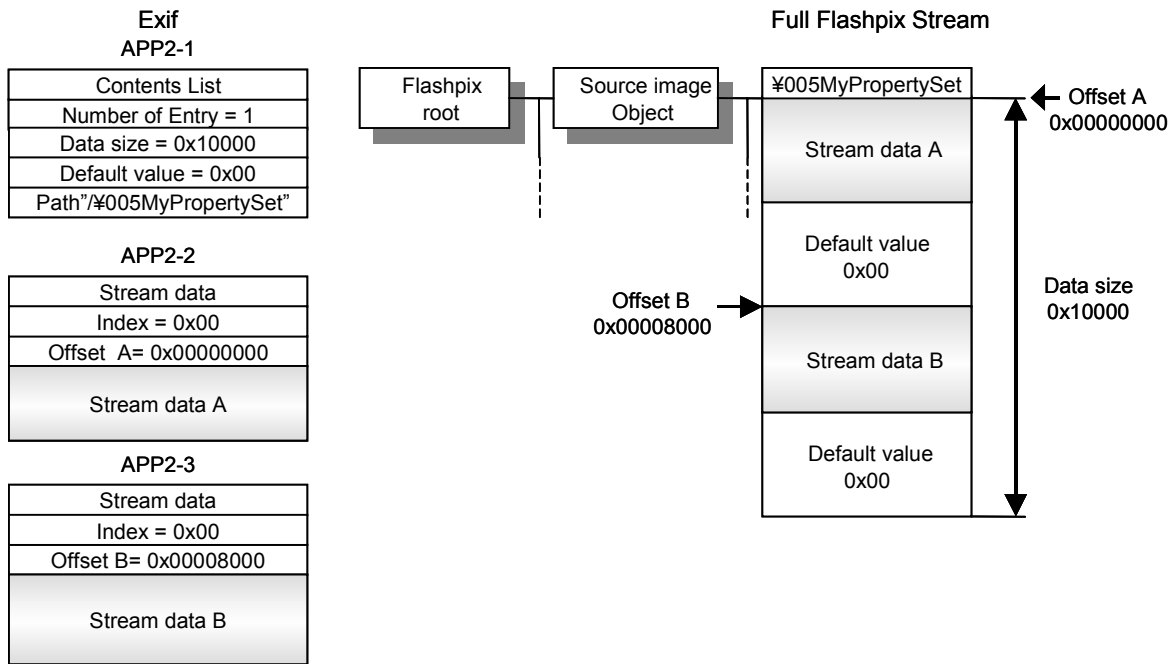 Exif
APP2-1
Contents List
Number of Entry = 1
Data size = 0x10000
Default value = 0x00
Path"/¥005MyPropertySet"
APP2-2
Stream data
Index = 0x00
Offset A= 0x00000000
Stream data A
APP2-3
Stream data
Index = 0x00
Offset B= 0x00008000
Stream data B
Full Flashpix Stream
Flashpix
root
Source image
Object
¥005MyPropertySet
Stream data A
Default value
0x00
Stream data B
Default value
0x00
Offset A
0x00000000
Offset B
0x00008000
Data size
0x10000